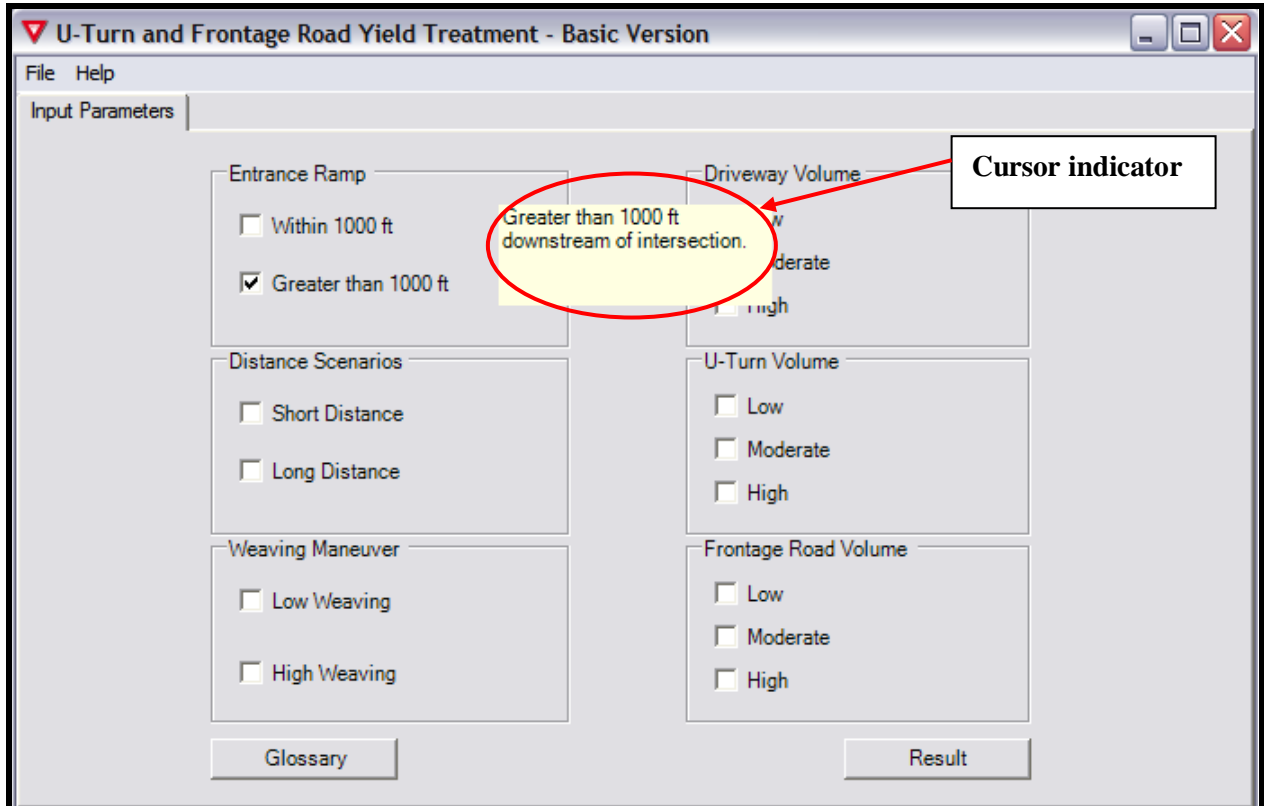 U-Turn and Frontage Road Yield Treatment - Basic Version
File Help
Input Parameters
Cursor indicator
Entrance Ramp
Within 1000 ft
Greater than 1000 ft
Greater than 1000 ft
downstream of intersection.
Driveway Volume
High
Distance Scenarios
Short Distance
Long Distance
U-Turn Volume
Low
Moderate
High
Weaving Maneuver
Low Weaving
High Weaving
Frontage Road Volume
Low
Moderate
High
Glossary
Result